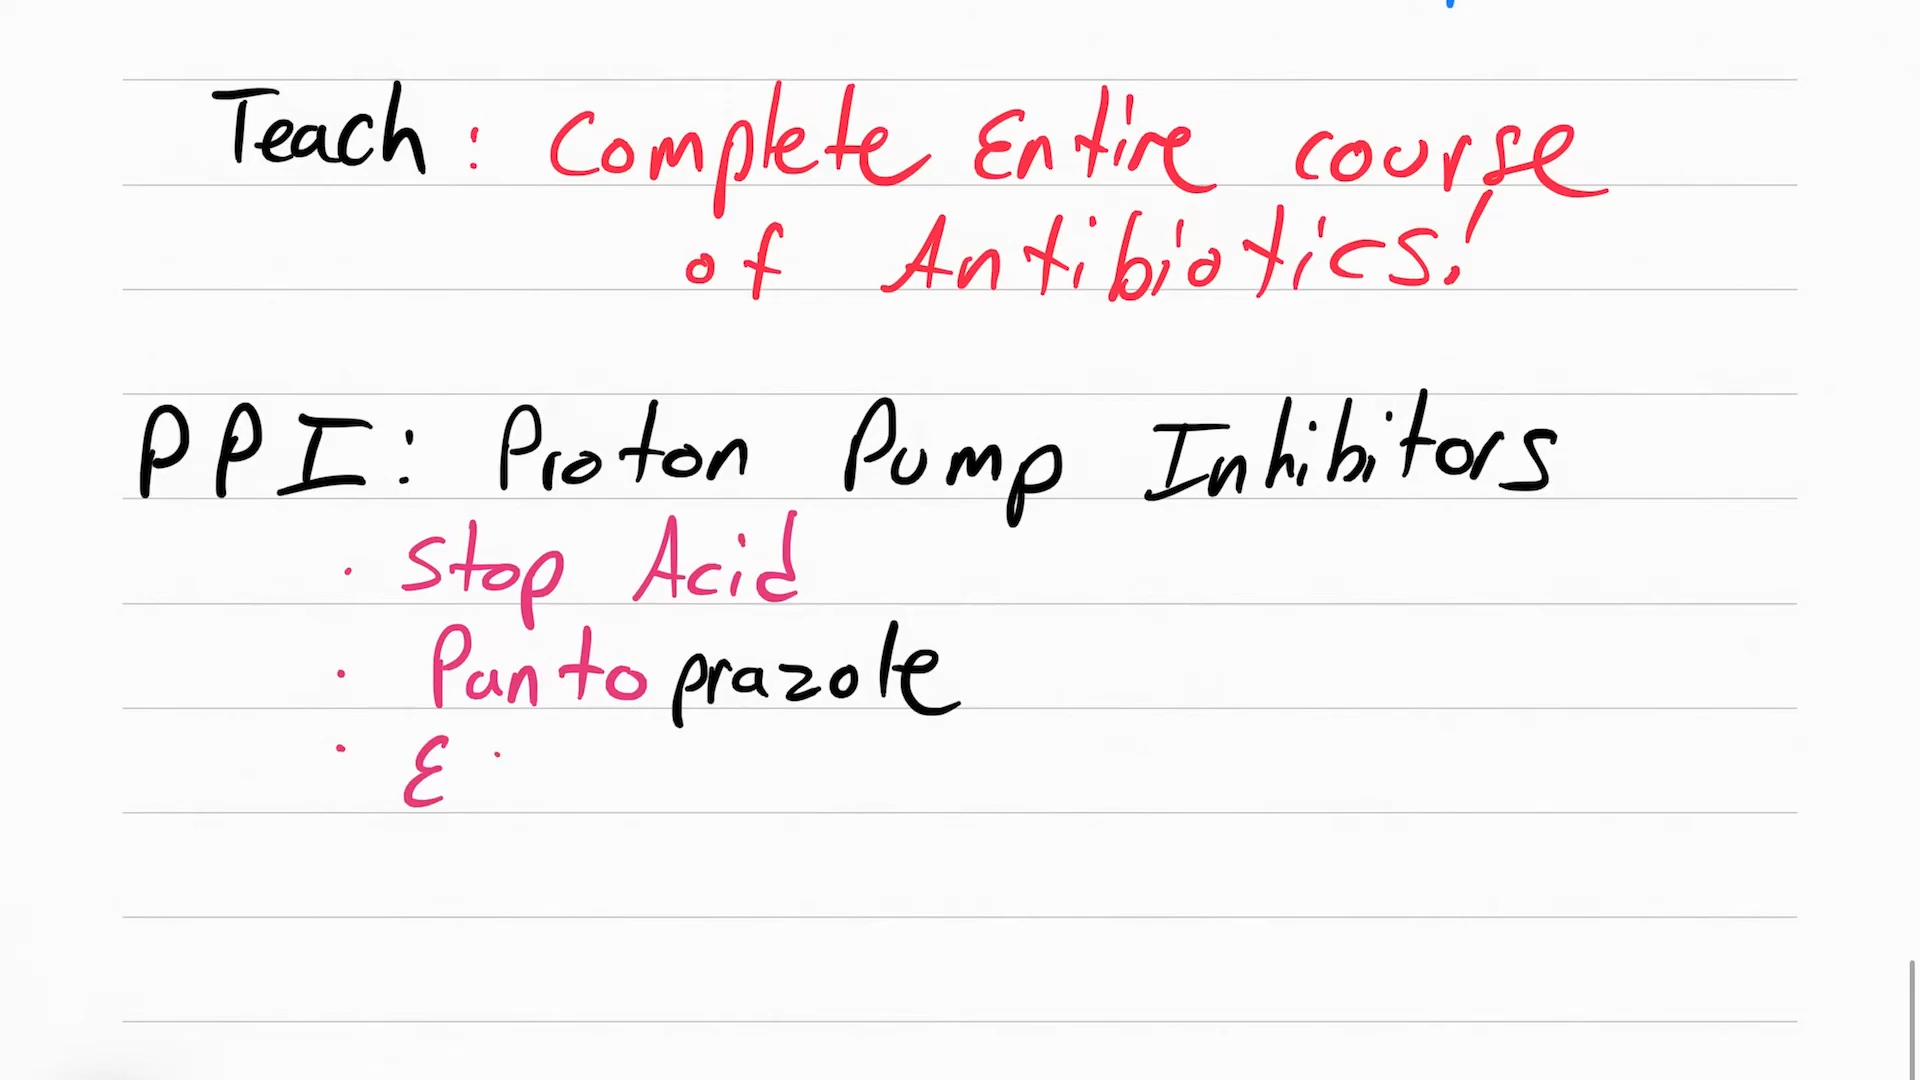 Teach: Complete Entire course
of Antibiotics!
PPI: Proton Pump Inhibitors
· Stop Acid
· Pantoprazole
· E